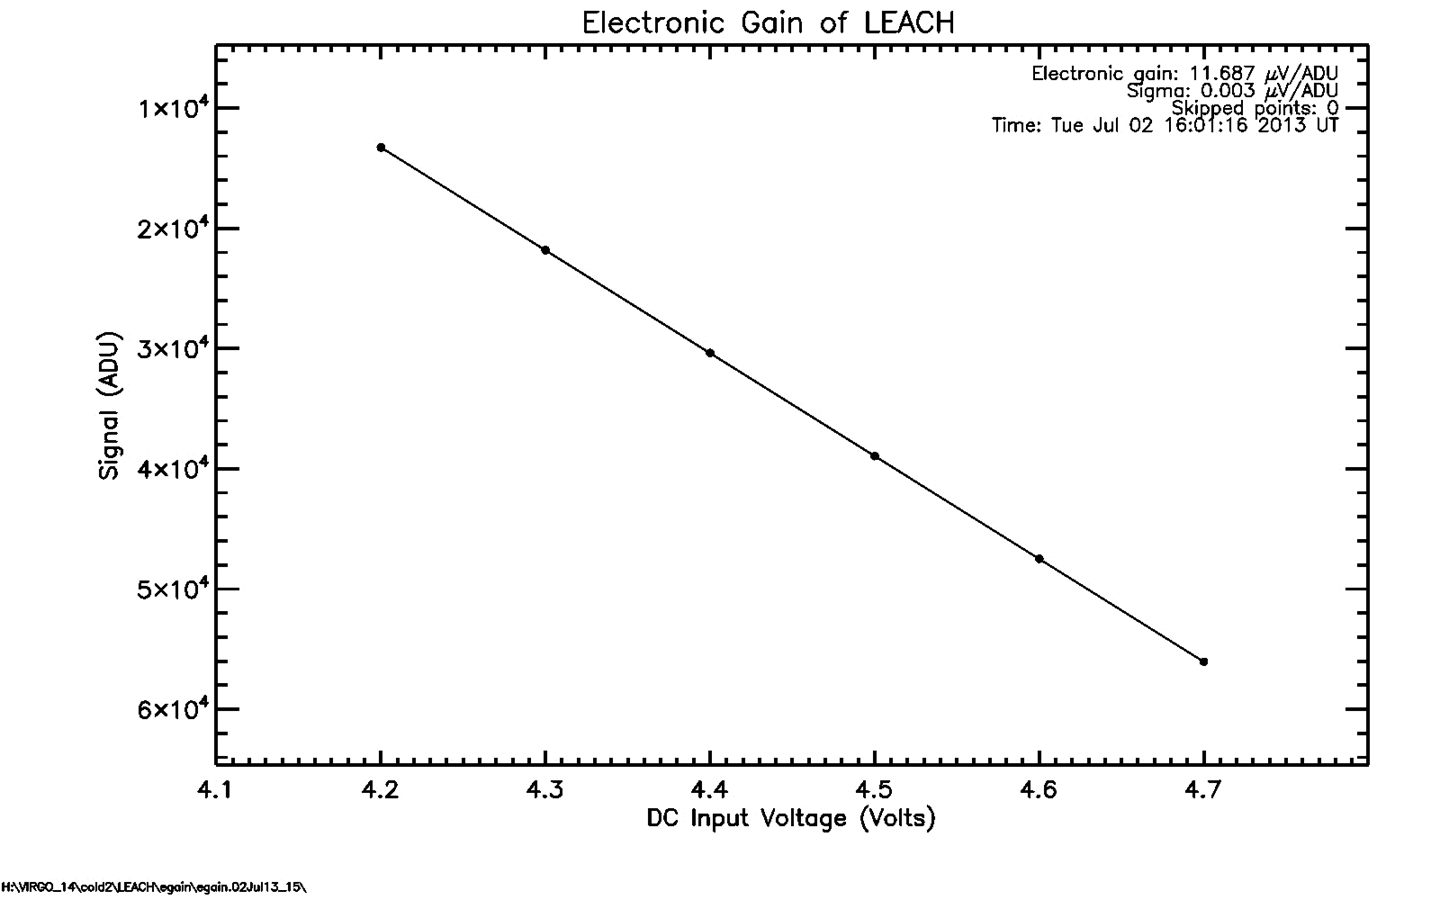 Electronic Gain of LEACH
Electronic gain: 11.687 μV/ADU
Sigma: 0.003 μV/ADU
Skipped points: 0
Time: Tue Jul 02 16:01:16 2013 UT
1×10⁴
2×10⁴
3×10⁴
4×10⁴
5×10⁴
6×10⁴
Signal (ADU)
4.1 4.2 4.3 4.4 4.5 4.6 4.7
DC Input Voltage (Volts)
H:\VIRGO_14\cold2\LEACH\egain\egain.02Jul13_15\